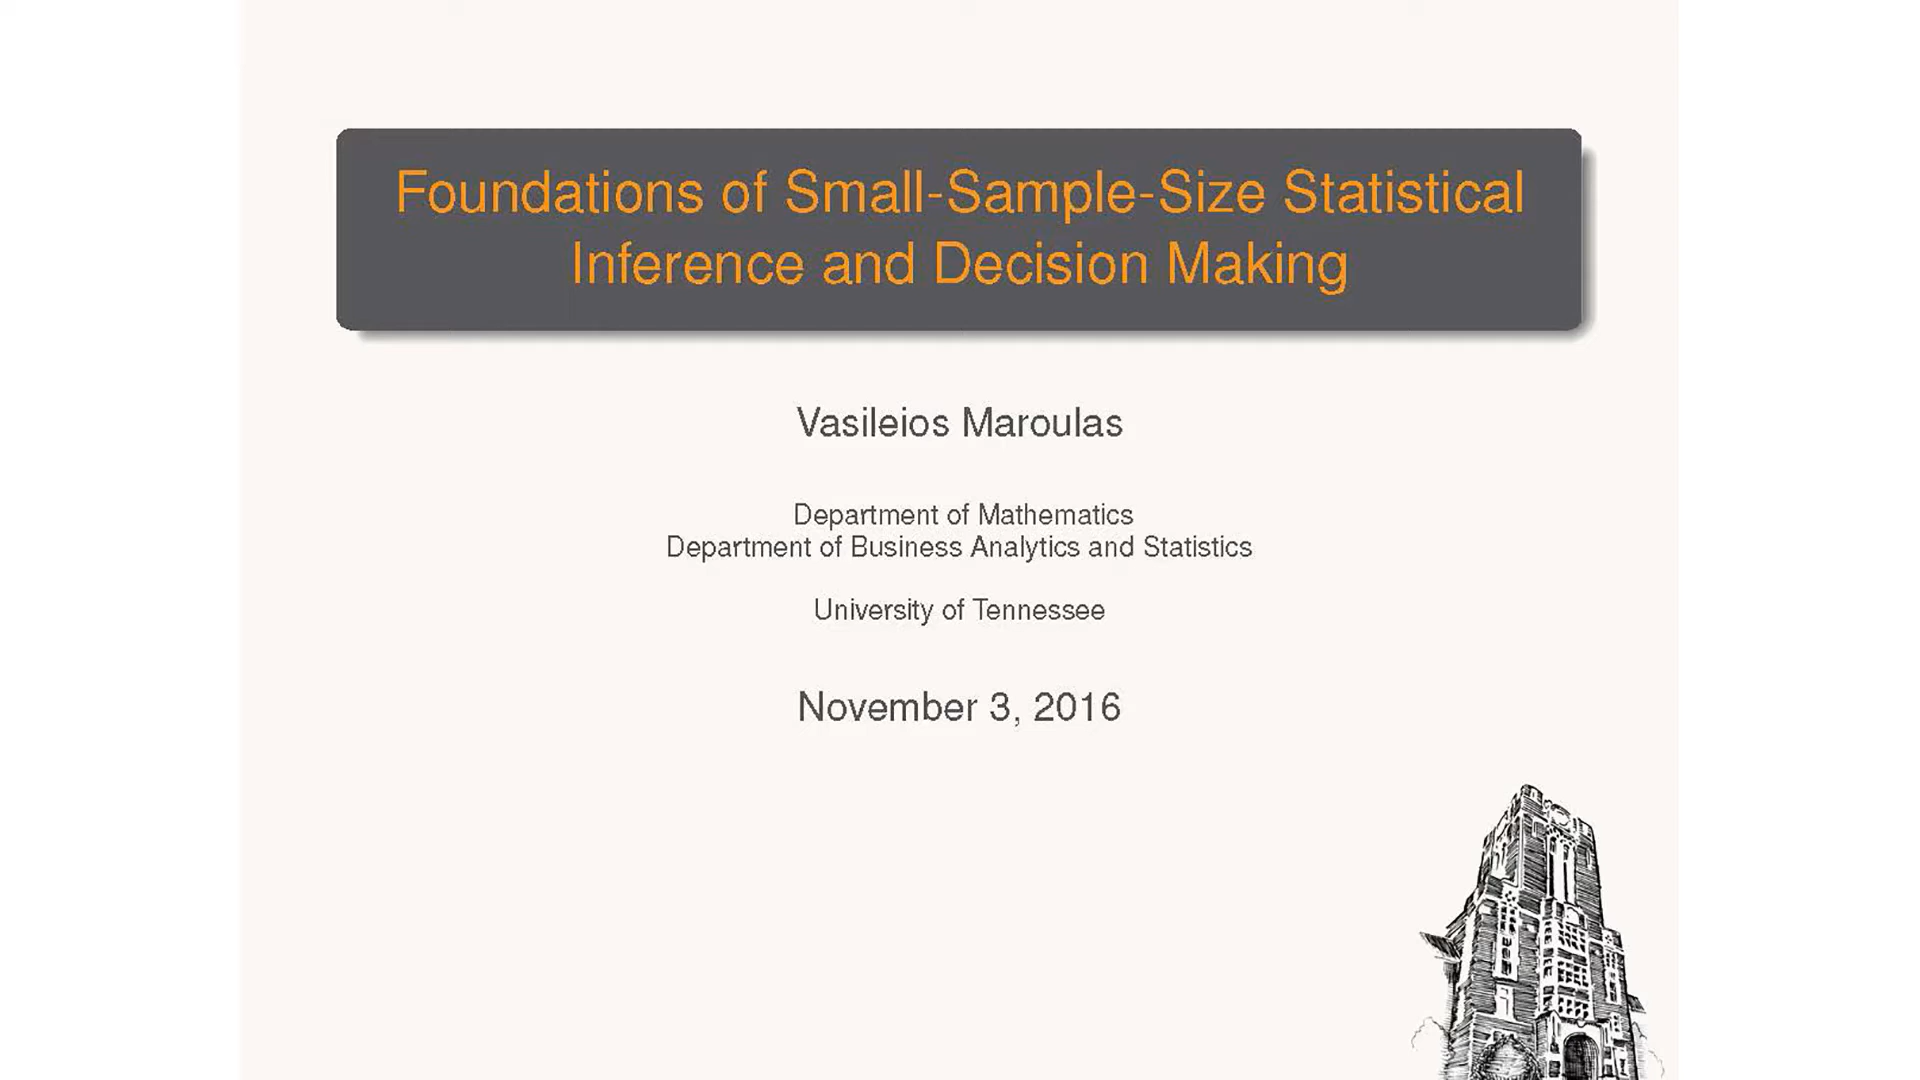 Foundations of Small-Sample-Size Statistical
Inference and Decision Making
Vasileios Maroulas
Department of Mathematics
Department of Business Analytics and Statistics
University of Tennessee
November 3, 2016